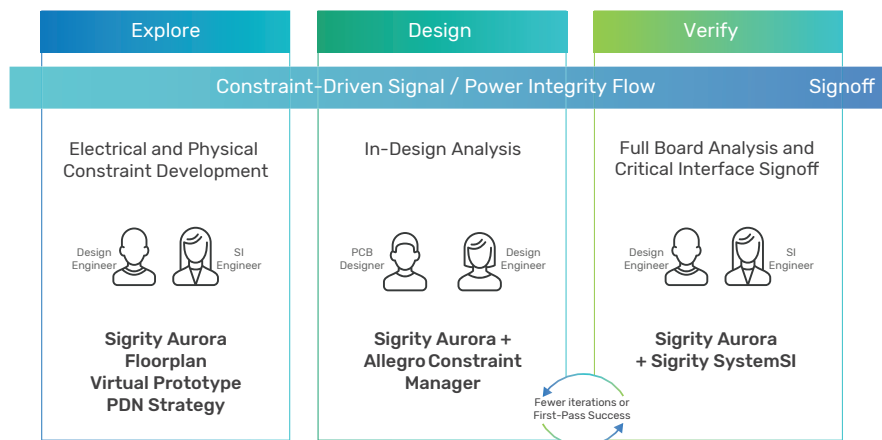 Explore
Design
Verify
Constraint-Driven Signal / Power Integrity Flow
Signoff
Electrical and Physical
Constraint Development
Design
Engineer
SI
Engineer
Sigrity Aurora
Floorplan
Virtual Prototype
PDN Strategy
In-Design Analysis
PCB
Designer
Design
Engineer
Sigrity Aurora +
Allegro Constraint
Manager
Full Board Analysis and
Critical Interface Signoff
Design
Engineer
SI
Engineer
Sigrity Aurora
+ Sigrity SystemSI
Fewer iterations or
First-Pass Success